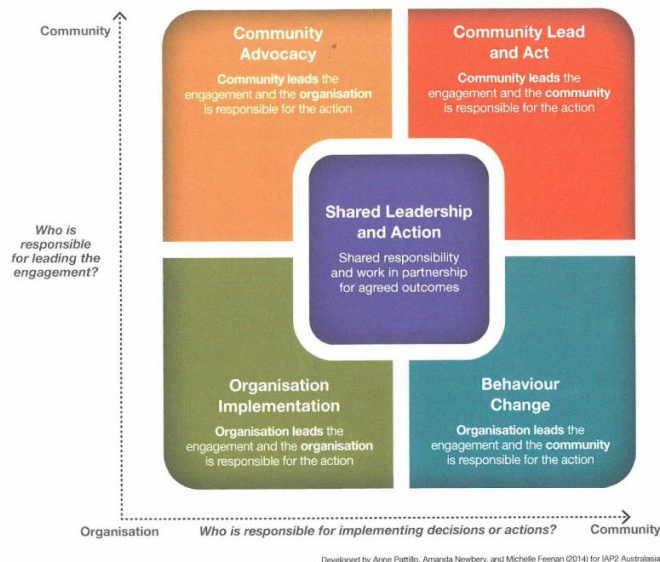 Community
Community
Advocacy
Community leads the
engagement and the organisation
is responsible for the action
Community Lead
and Act
Community leads the
engagement and the community
is responsible for the action
Who is
responsible
for leading the
engagement?
Shared Leadership
and Action
Shared responsibility
and work in partnership
for agreed outcomes
Organisation
Implementation
Organisation leads the
engagement and the organisation
is responsible for the action
Behaviour
Change
Organisation leads the
engagement and the community
is responsible for the action
Organisation
Who is responsible for implementing decisions or actions?
Community
Developed by Anne Pattillo, Amanda Newbery, and Michelle Feenan (2014) for IAP2 Australasia